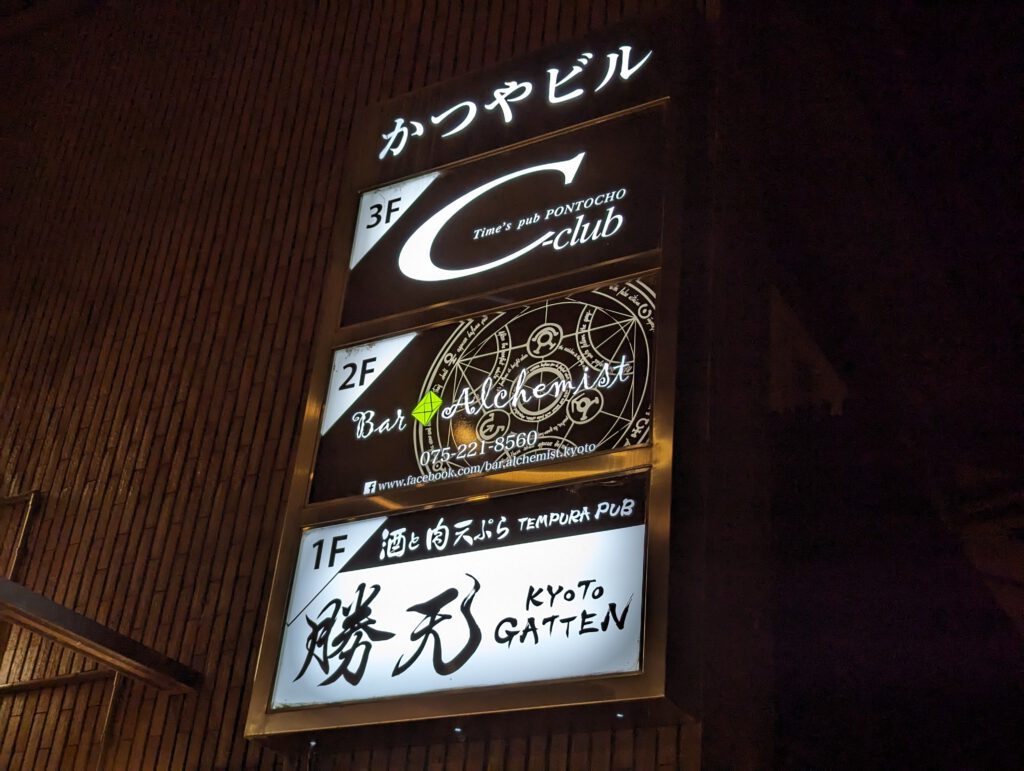 かつやビル
3F
Time's pub PONTOCHO
C-club
2F
Bar Alchemist
075-221-8560
www.facebook.com/bar.alchemist.kyoto
1F
酒と肉天ぷら TEMPURA PUB
勝形 KYOTO
GATTEN